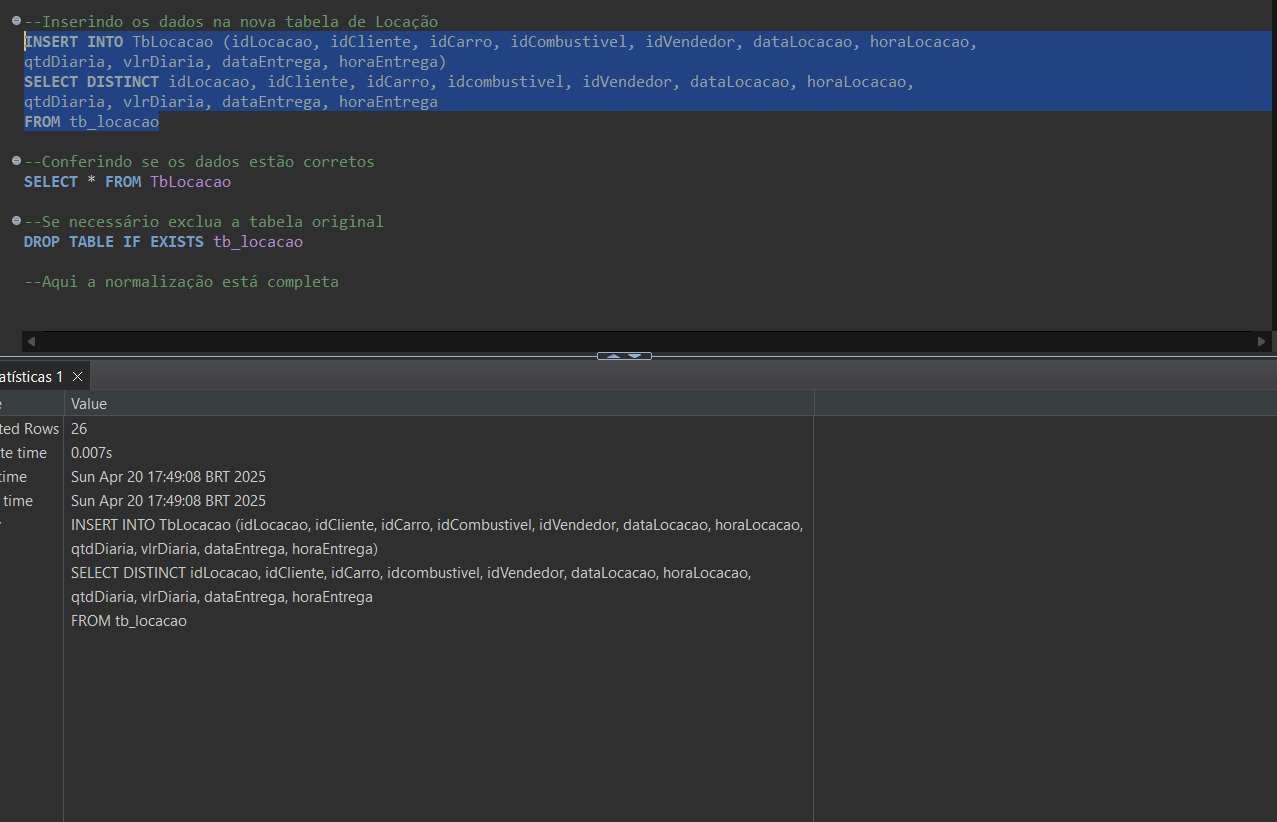 --Inserindo os dados na nova tabela de Locação
INSERT INTO TbLocacao (idLocacao, idCliente, idCarro, idCombustivel, idVendedor, dataLocacao, horaLocacao,
qtdDiaria, vlrDiaria, dataEntrega, horaEntrega)
SELECT DISTINCT idLocacao, idCliente, idCarro, idcombustivel, idVendedor, dataLocacao, horaLocacao,
qtdDiaria, vlrDiaria, dataEntrega, horaEntrega
FROM tb_locacao
--Conferindo se os dados estão corretos
SELECT * FROM TbLocacao
--Se necessário exclua a tabela original
DROP TABLE IF EXISTS tb_locacao
--Aqui a normalização está completa
atísticas 1
Value
ted Rows 26
te time 0.007s
time Sun Apr 20 17:49:08 BRT 2025
time Sun Apr 20 17:49:08 BRT 2025
INSERT INTO TbLocacao (idLocacao, idCliente, idCarro, idCombustivel, idVendedor, dataLocacao, horaLocacao,
qtdDiaria, vlrDiaria, dataEntrega, horaEntrega)
SELECT DISTINCT idLocacao, idCliente, idCarro, idcombustivel, idVendedor, dataLocacao, horaLocacao,
qtdDiaria, vlrDiaria, dataEntrega, horaEntrega
FROM tb_locacao